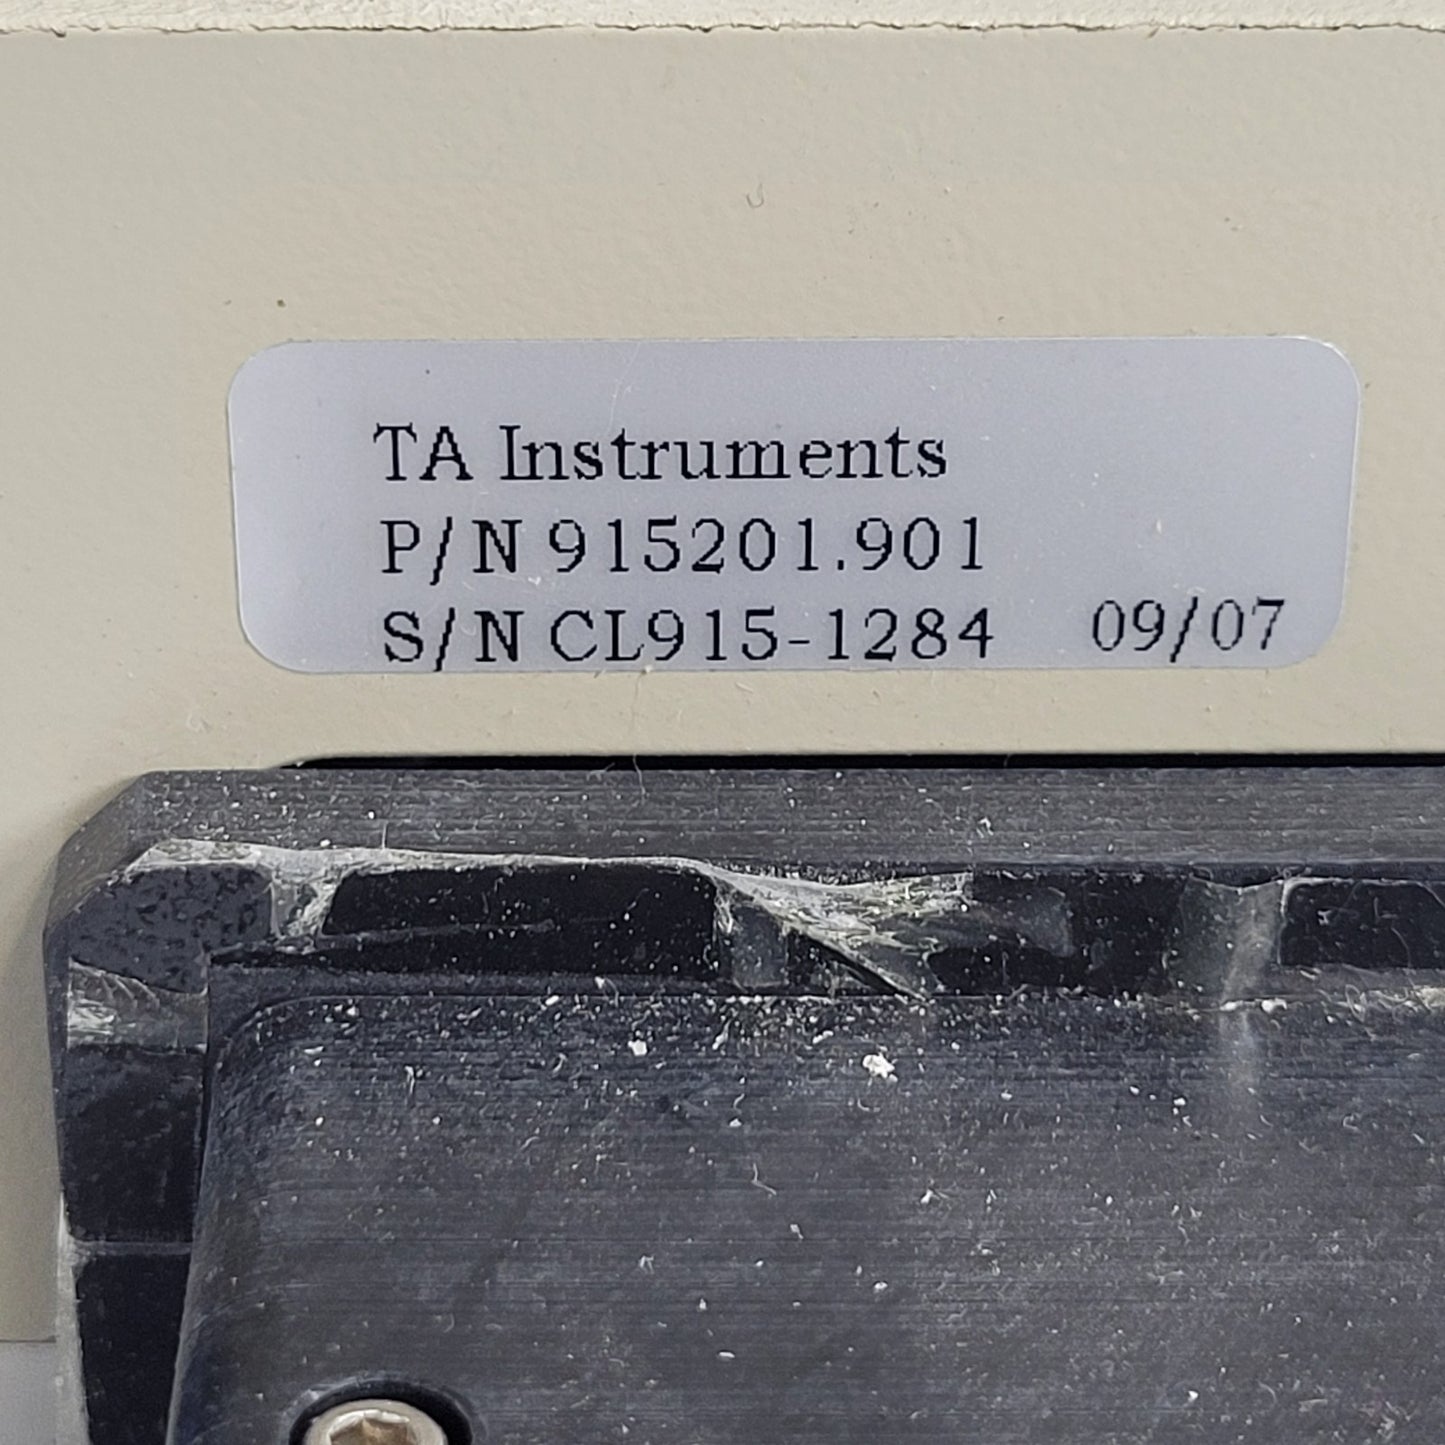 TA Instruments
P/N 915201.901
S/N CL915-1284 09/07